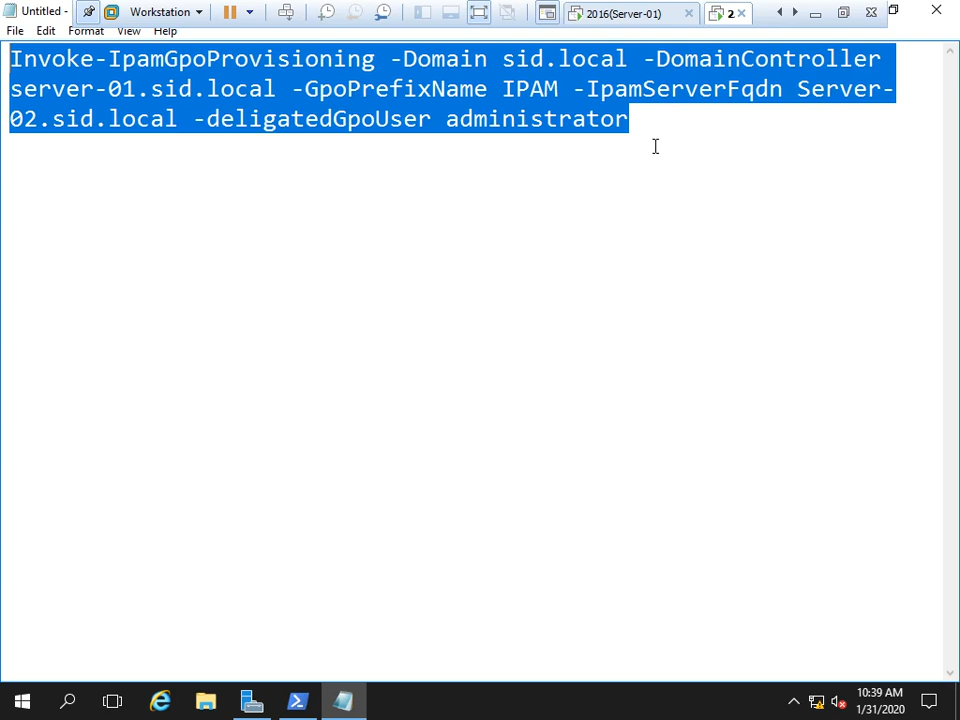 Untitled - Workstation 2016(Server-01) 2
File Edit Format View Help
Invoke-IpamGpoProvisioning -Domain sid.local -DomainController
server-01.sid.local -GpoPrefixName IPAM -IpamServerFqdn Server-
02.sid.local -deligatedGpoUser administrator
10:39 AM
1/31/2020